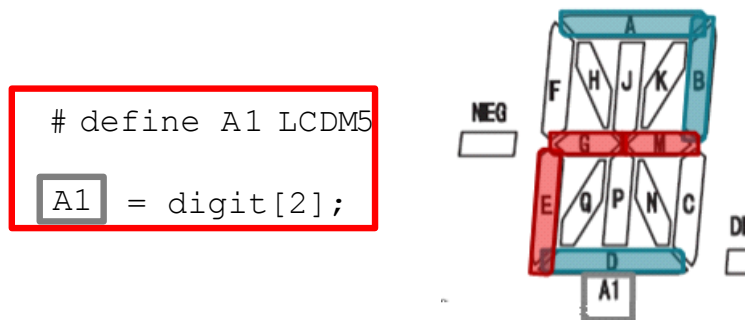 # define A1 LCDM5
A1 = digit[2];
A
F H J K B
NEG
G M
E Q P N C
D
A1